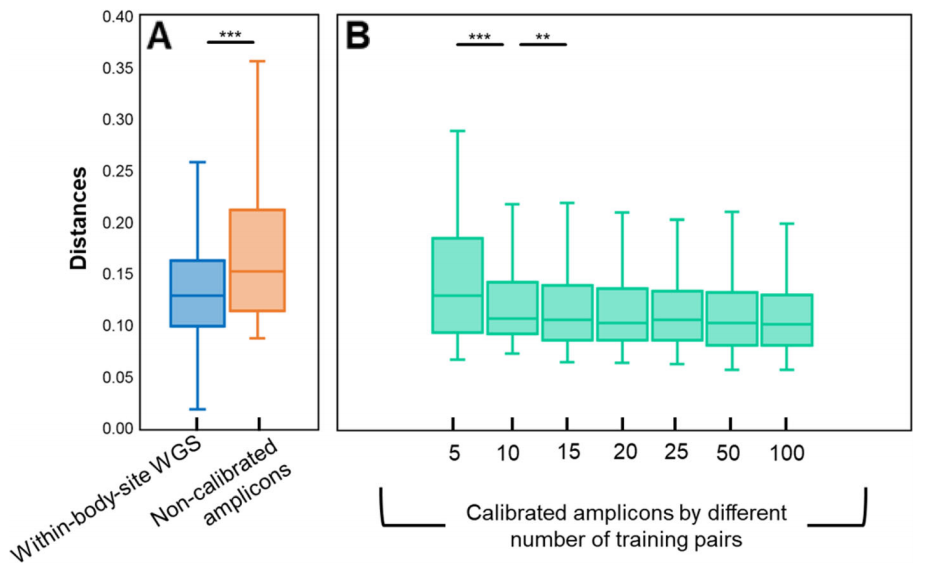 A
B
***
***
**
0.40
0.35
0.30
0.25
0.20
0.15
0.10
0.05
0.00
Distances
Within-body-site WGS
Non-calibrated
amplicons
5 10 15 20 25 50 100
Calibrated amplicons by different
number of training pairs